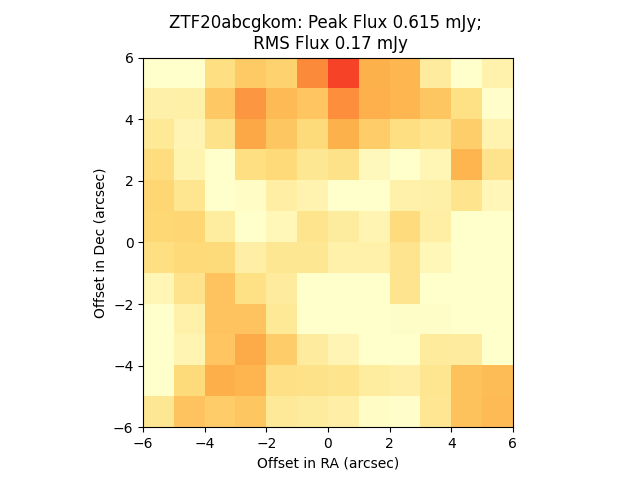 ZTF20abcgkom: Peak Flux 0.615 mJy;
RMS Flux 0.17 mJy
6
4
2
0
−2
−4
−6
Offset in Dec (arcsec)
−6 −4 −2 0 2 4 6
Offset in RA (arcsec)